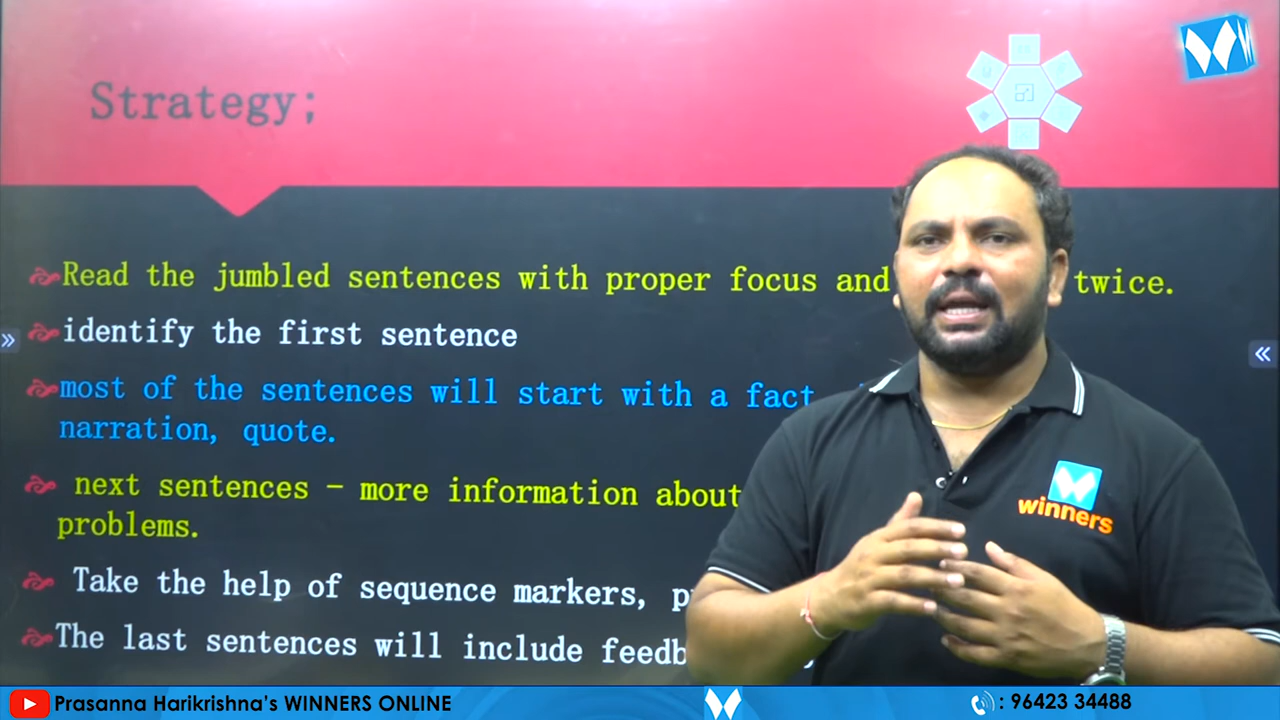 Strategy;
Read the jumbled sentences with proper focus and twice.
identify the first sentence
most of the sentences will start with a fact
narration, quote.
next sentences - more information about
problems.
Take the help of sequence markers,
The last sentences will include
winners
Prasanna Harikrishna's WINNERS ONLINE
: 96423 34488